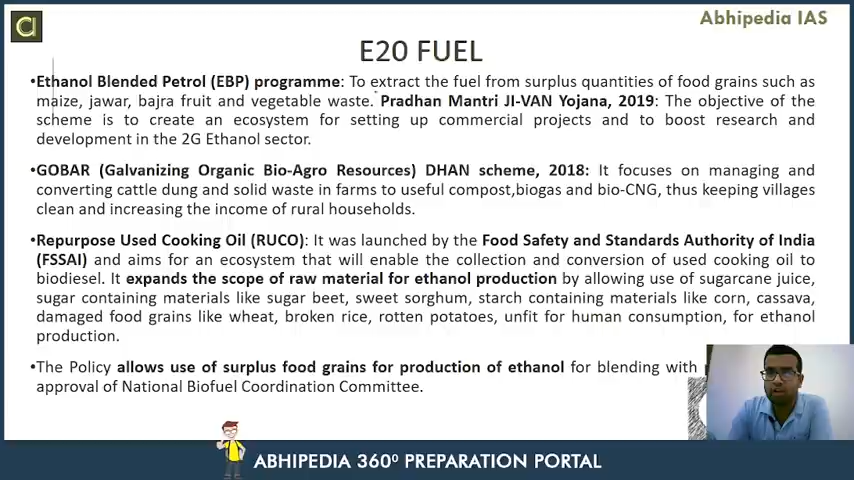 Abhipedia IAS
E20 FUEL
•Ethanol Blended Petrol (EBP) programme: To extract the fuel from surplus quantities of food grains such as
maize, jawar, bajra fruit and vegetable waste. Pradhan Mantri JI-VAN Yojana, 2019: The objective of the
scheme is to create an ecosystem for setting up commercial projects and to boost research and
development in the 2G Ethanol sector.
•GOBAR (Galvanizing Organic Bio-Agro Resources) DHAN scheme, 2018: It focuses on managing and
converting cattle dung and solid waste in farms to useful compost,biogas and bio-CNG, thus keeping villages
clean and increasing the income of rural households.
•Repurpose Used Cooking Oil (RUCO): It was launched by the Food Safety and Standards Authority of India
(FSSAI) and aims for an ecosystem that will enable the collection and conversion of used cooking oil to
biodiesel. It expands the scope of raw material for ethanol production by allowing use of sugarcane juice,
sugar containing materials like sugar beet, sweet sorghum, starch containing materials like corn, cassava,
damaged food grains like wheat, broken rice, rotten potatoes, unfit for human consumption, for ethanol
production.
•The Policy allows use of surplus food grains for production of ethanol for blending with
approval of National Biofuel Coordination Committee.
ABHIPEDIA 360⁰ PREPARATION PORTAL